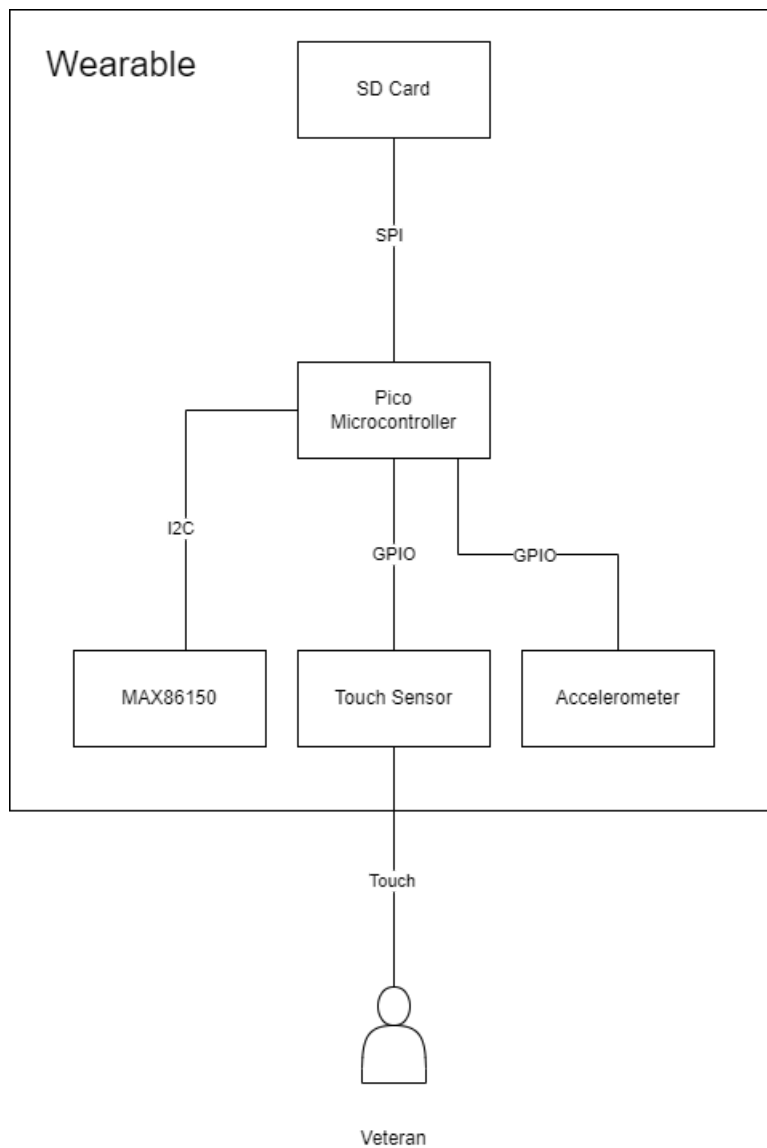 Wearable
SD Card
SPI
Pico
Microcontroller
I2C
GPIO
GPIO
MAX86150
Touch Sensor
Accelerometer
Touch
Veteran